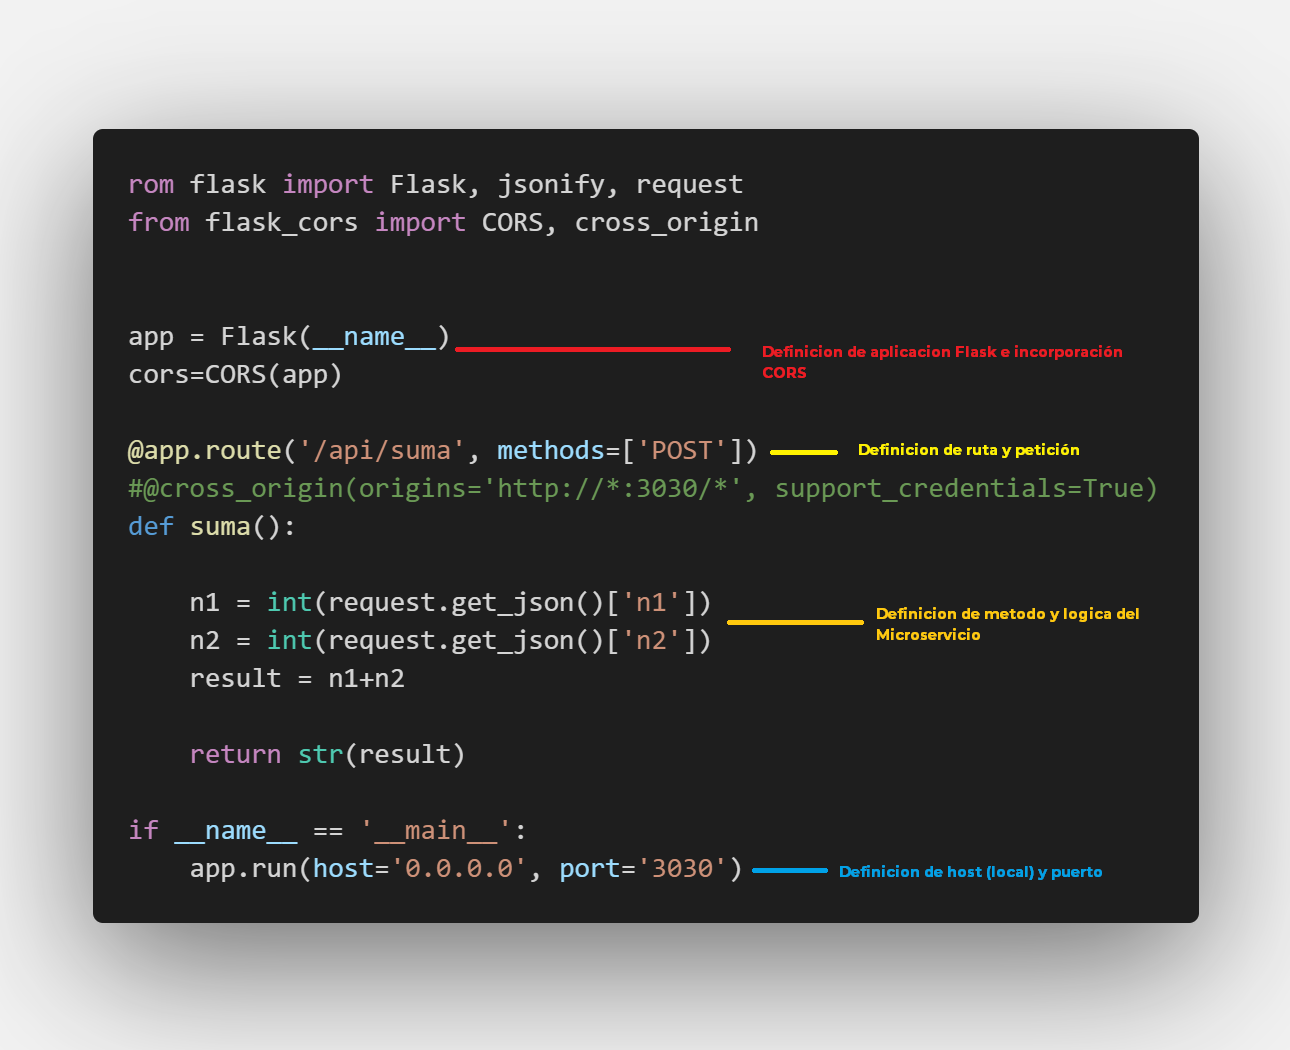 rom flask import Flask, jsonify, request
from flask_cors import CORS, cross_origin
app = Flask(__name__)
Definicion de aplicacion Flask e incorporación
CORS
cors=CORS(app)
@app.route('/api/suma', methods=['POST'])
Definicion de ruta y petición
#@cross_origin(origins='http://*:3030/*', support_credentials=True)
def suma():
n1 = int(request.get_json()['n1'])
n2 = int(request.get_json()['n2'])
Definicion de metodo y logica del
Microservicio
result = n1+n2
return str(result)
if __name__ == '__main__':
app.run(host='0.0.0.0', port='3030')
Definicion de host (local) y puerto